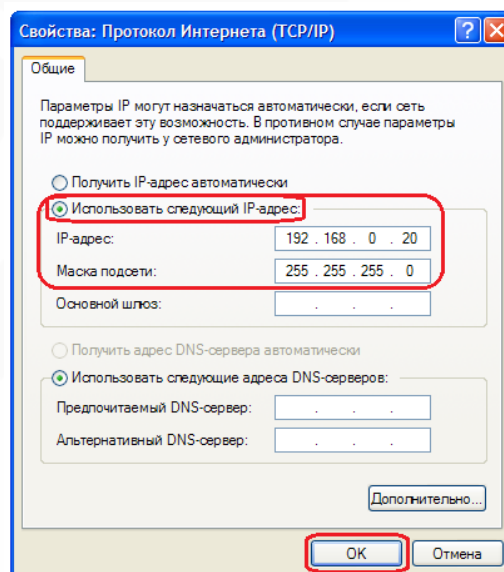 Свойства: Протокол Интернета (TCP/IP)
Общие
Параметры IP могут назначаться автоматически, если сеть
поддерживает эту возможность. В противном случае параметры
IP можно получить у сетевого администратора.
Получить IP-адрес автоматически
Использовать следующий IP-адрес:
IP-адрес: 192 . 168 . 0 . 20
Маска подсети: 255 . 255 . 255 . 0
Основной шлюз: . . .
Получить адрес DNS-сервера автоматически
Использовать следующие адреса DNS-серверов:
Предпочитаемый DNS-сервер: . . .
Альтернативный DNS-сервер: . . .
Дополнительно...
OK Отмена